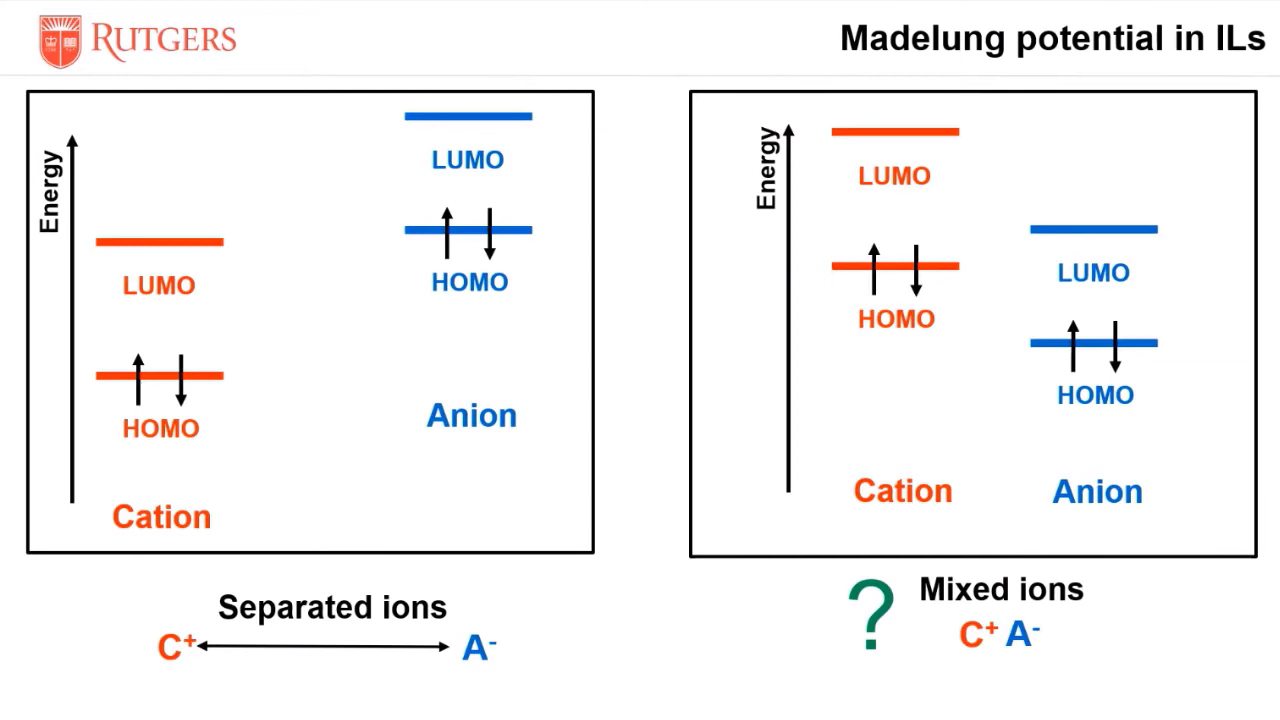 RUTGERS
Madelung potential in ILs
Energy
LUMO
HOMO
Cation
LUMO
HOMO
Anion
Separated ions
C+
A-
Energy
LUMO
HOMO
Cation
LUMO
HOMO
Anion
?
Mixed ions
C+ A-